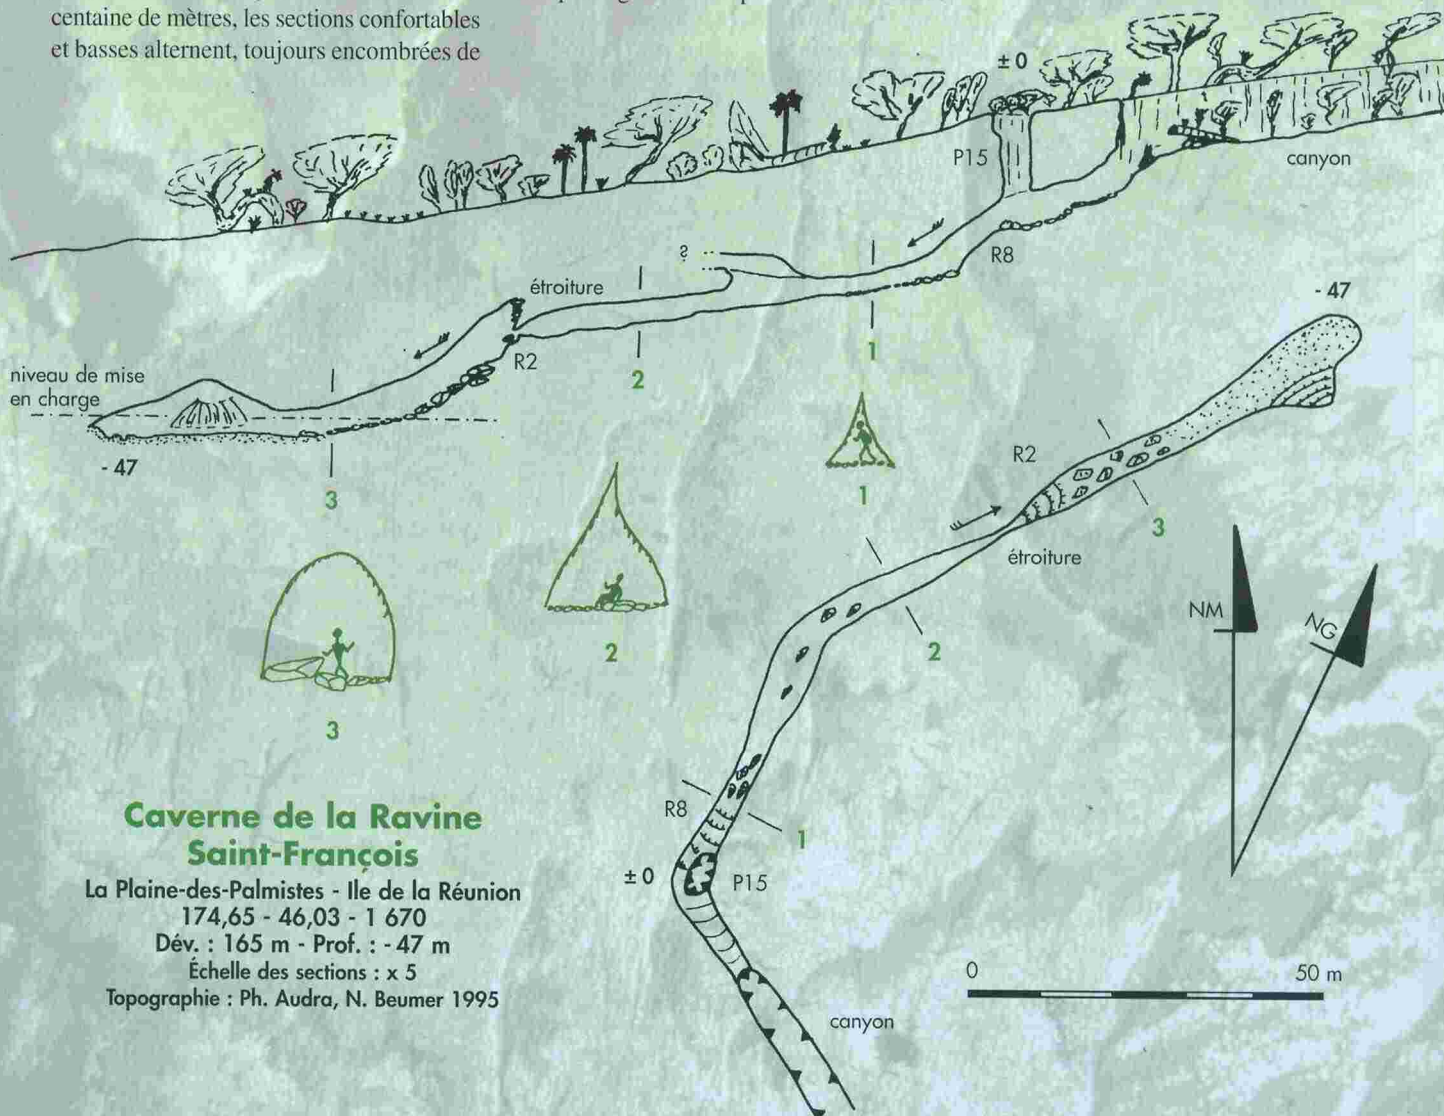 centaine de mètres, les sections confortables
et basses alternent, toujours encombrées de
± 0
P15
canyon
R8
?
étroiture
R2
1
2
niveau de mise
en charge
- 47
3
- 47
1
2
3
R2
étroiture
3
2
NM
NG
R8
1
± 0
P15
canyon
0 50 m
Caverne de la Ravine
Saint-François
La Plaine-des-Palmistes - Ile de la Réunion
174,65 - 46,03 - 1 670
Dév. : 165 m - Prof. : - 47 m
Échelle des sections : x 5
Topographie : Ph. Audra, N. Beumer 1995